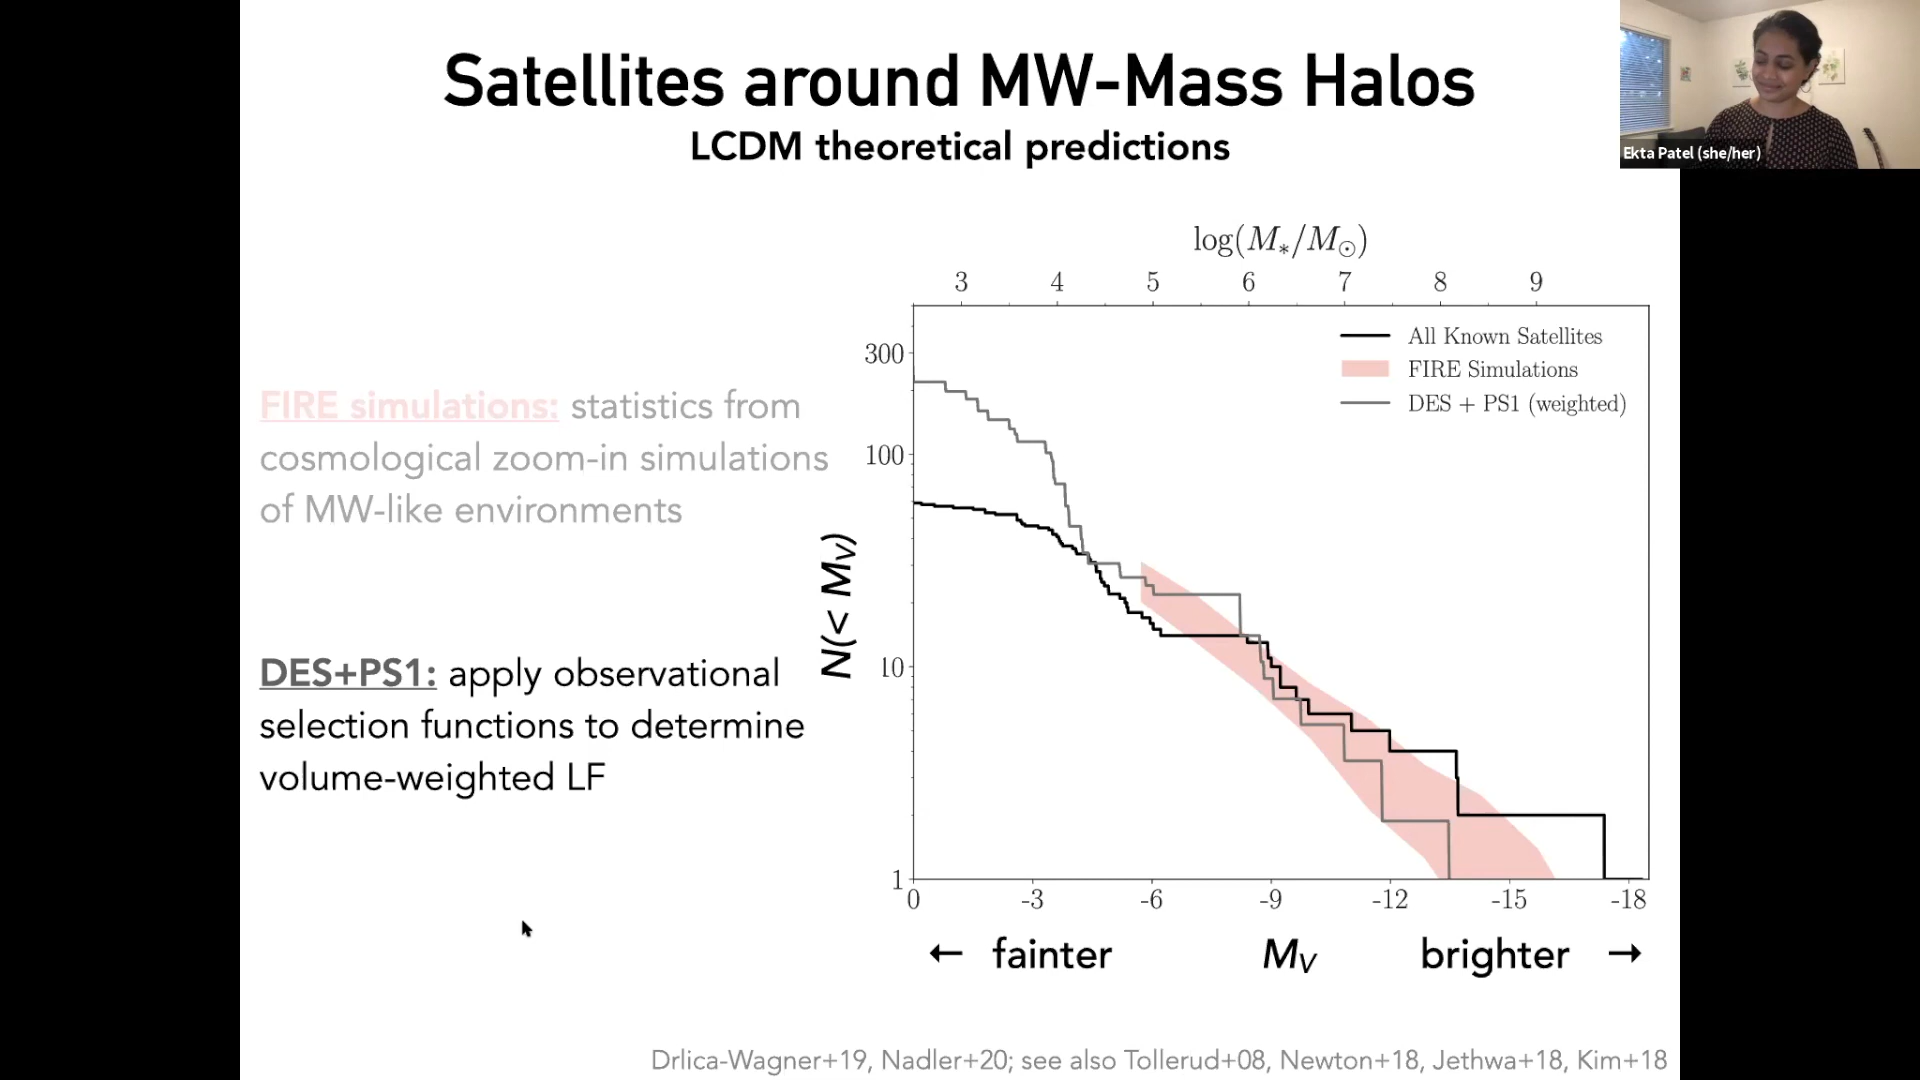 Satellites around MW-Mass Halos
LCDM theoretical predictions
Ekta Patel (she/her)
FIRE simulations: statistics from
cosmological zoom-in simulations
of MW-like environments
DES+PS1: apply observational
selection functions to determine
volume-weighted LF
log(M*/M⊙)
3 4 5 6 7 8 9
All Known Satellites
FIRE Simulations
DES + PS1 (weighted)
300
100
10
1
N(< MV)
0 -3 -6 -9 -12 -15 -18
← fainter MV brighter →
Drlica-Wagner+19, Nadler+20; see also Tollerud+08, Newton+18, Jethwa+18, Kim+18